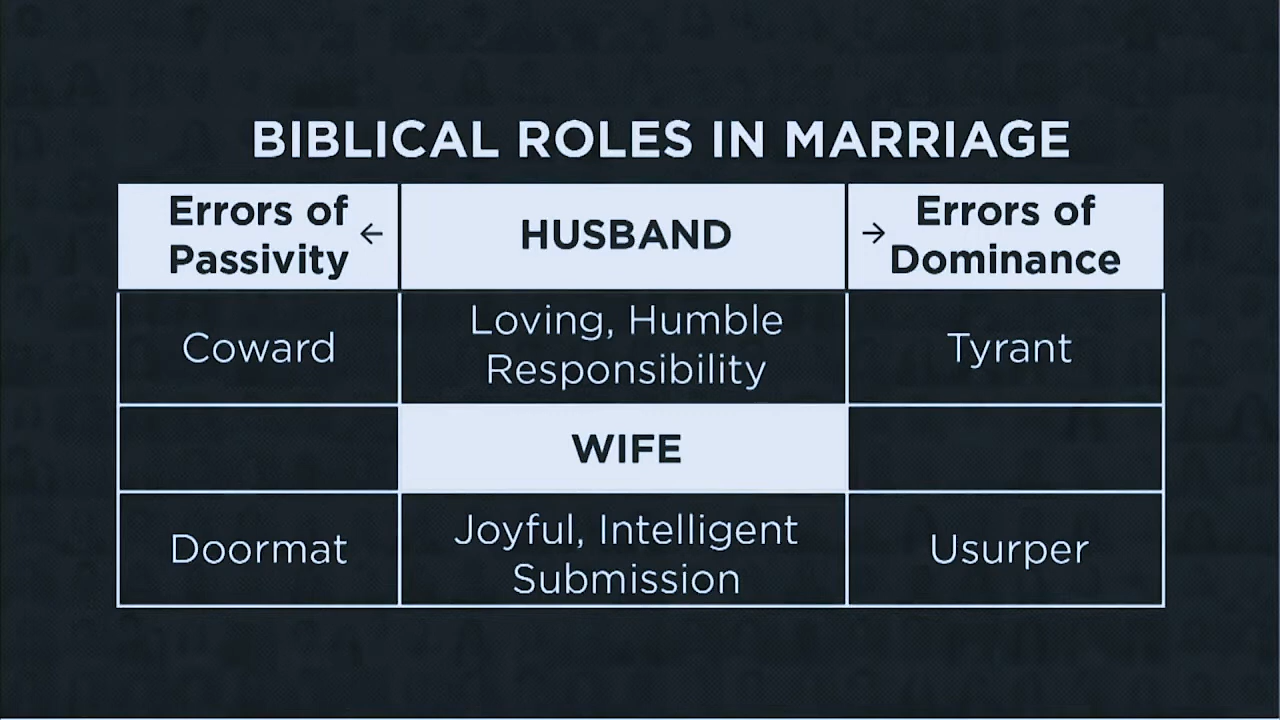 BIBLICAL ROLES IN MARRIAGE
Errors of
Passivity
←
HUSBAND
→
Errors of
Dominance
Coward
Loving, Humble
Responsibility
Tyrant
WIFE
Doormat
Joyful, Intelligent
Submission
Usurper